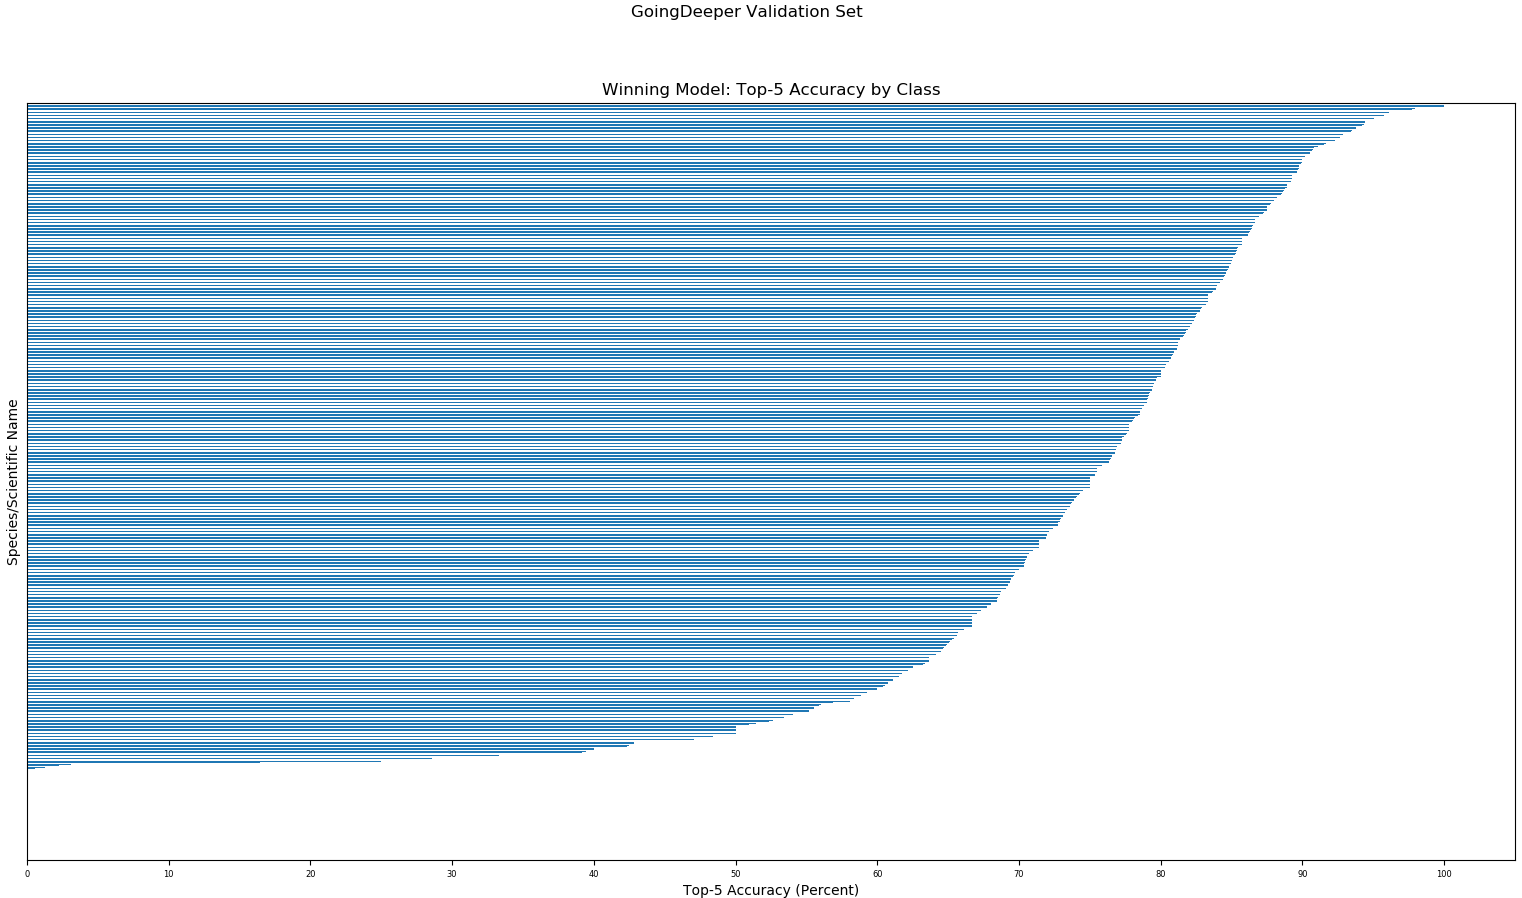 GoingDeeper Validation Set
Winning Model: Top-5 Accuracy by Class
Species/Scientific Name
0 10 20 30 40 50 60 70 80 90 100
Top-5 Accuracy (Percent)